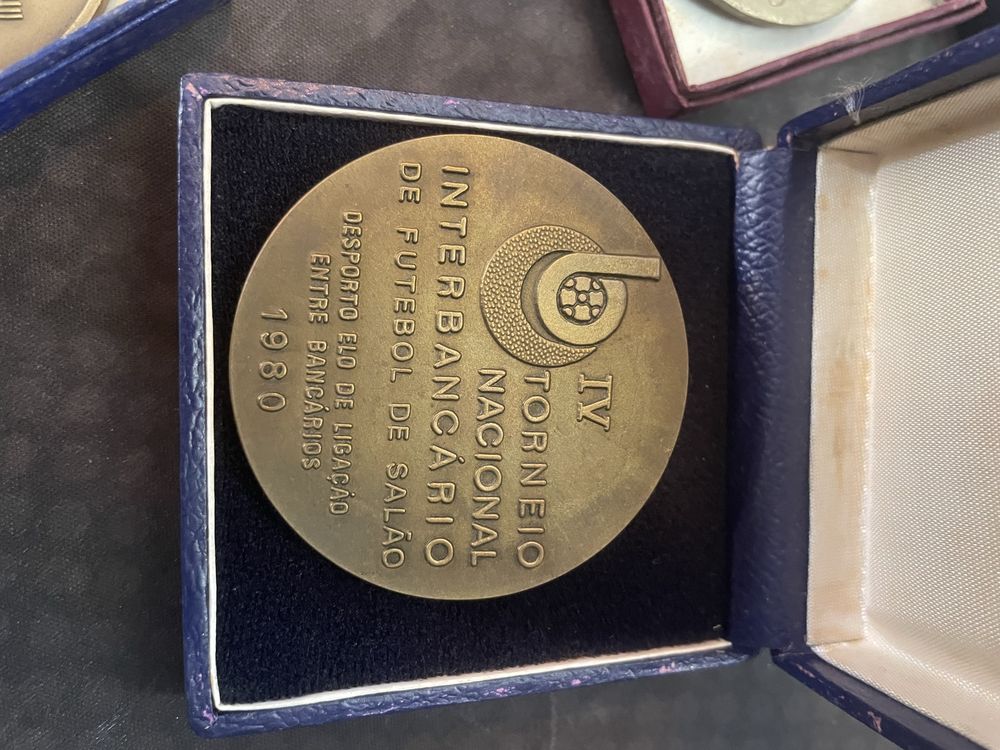 IV
TORNEIO
NACIONAL
INTERBANCÁRIO
DE FUTEBOL DE SALÃO
DESPORTO ELO DE LIGAÇÃO
ENTRE BANCÁRIOS
1980